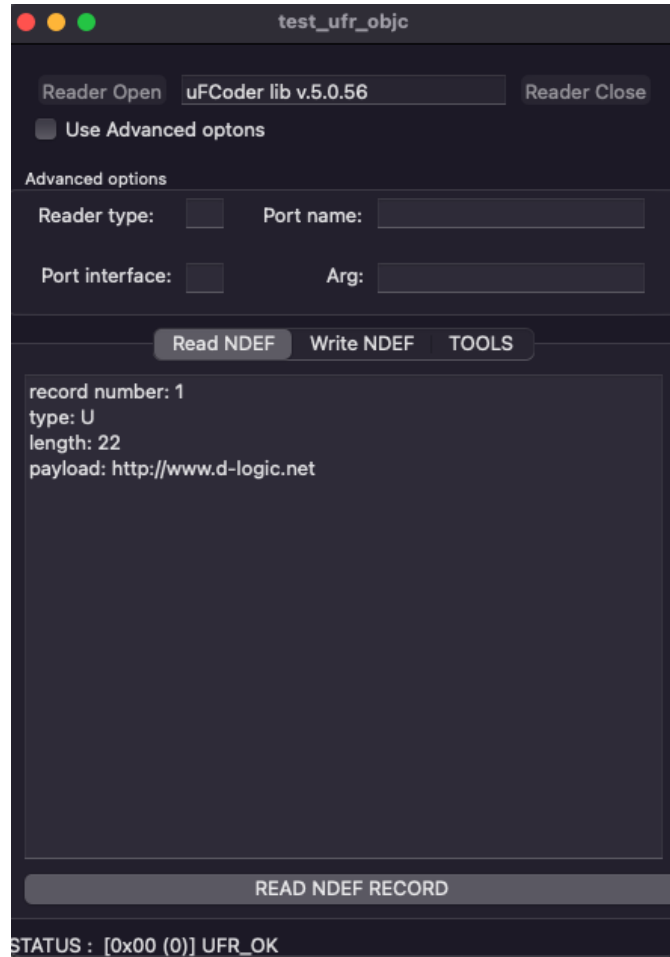 test_ufr_objc
Reader Open uFCoder lib v.5.0.56 Reader Close
Use Advanced optons
Advanced options
Reader type: Port name:
Port interface: Arg:
Read NDEF Write NDEF TOOLS
record number: 1
type: U
length: 22
payload: http://www.d-logic.net
READ NDEF RECORD
STATUS : [0x00 (0)] UFR_OK